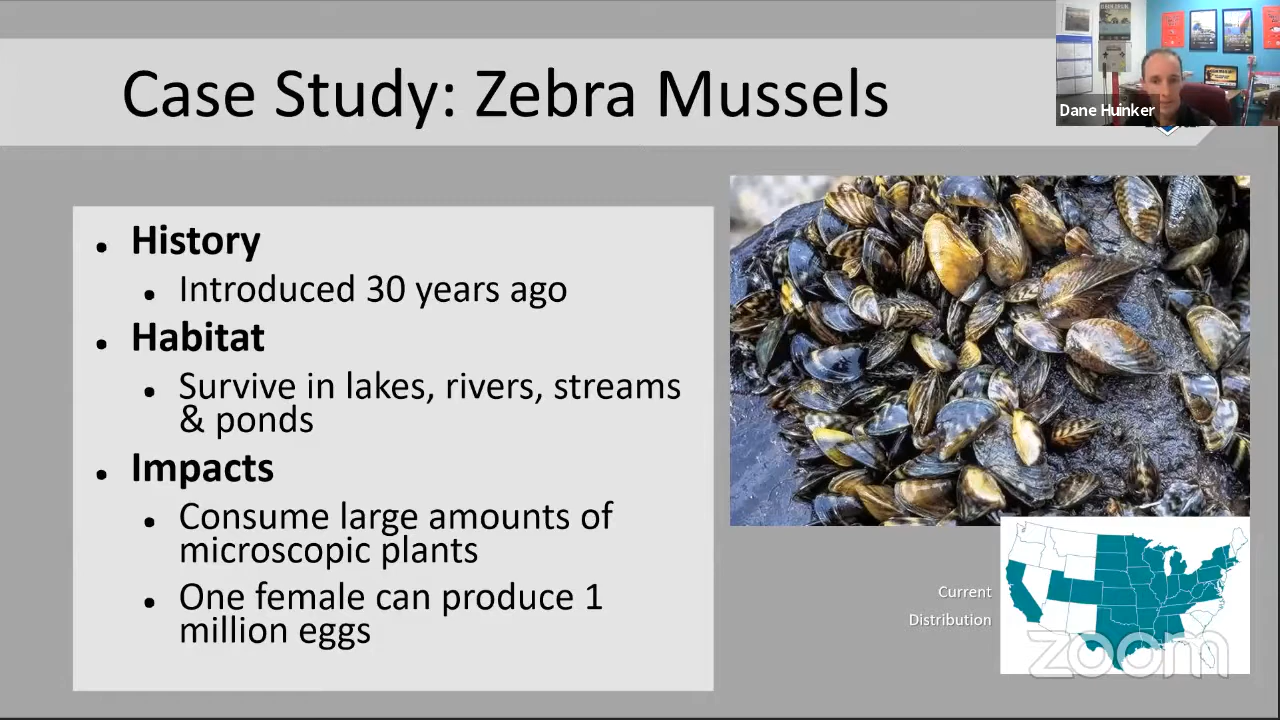 Case Study: Zebra Mussels
Dane Huinker
• History
• Introduced 30 years ago
• Habitat
• Survive in lakes, rivers, streams
& ponds
• Impacts
• Consume large amounts of
microscopic plants
• One female can produce 1
million eggs
Current
Distribution
zoom